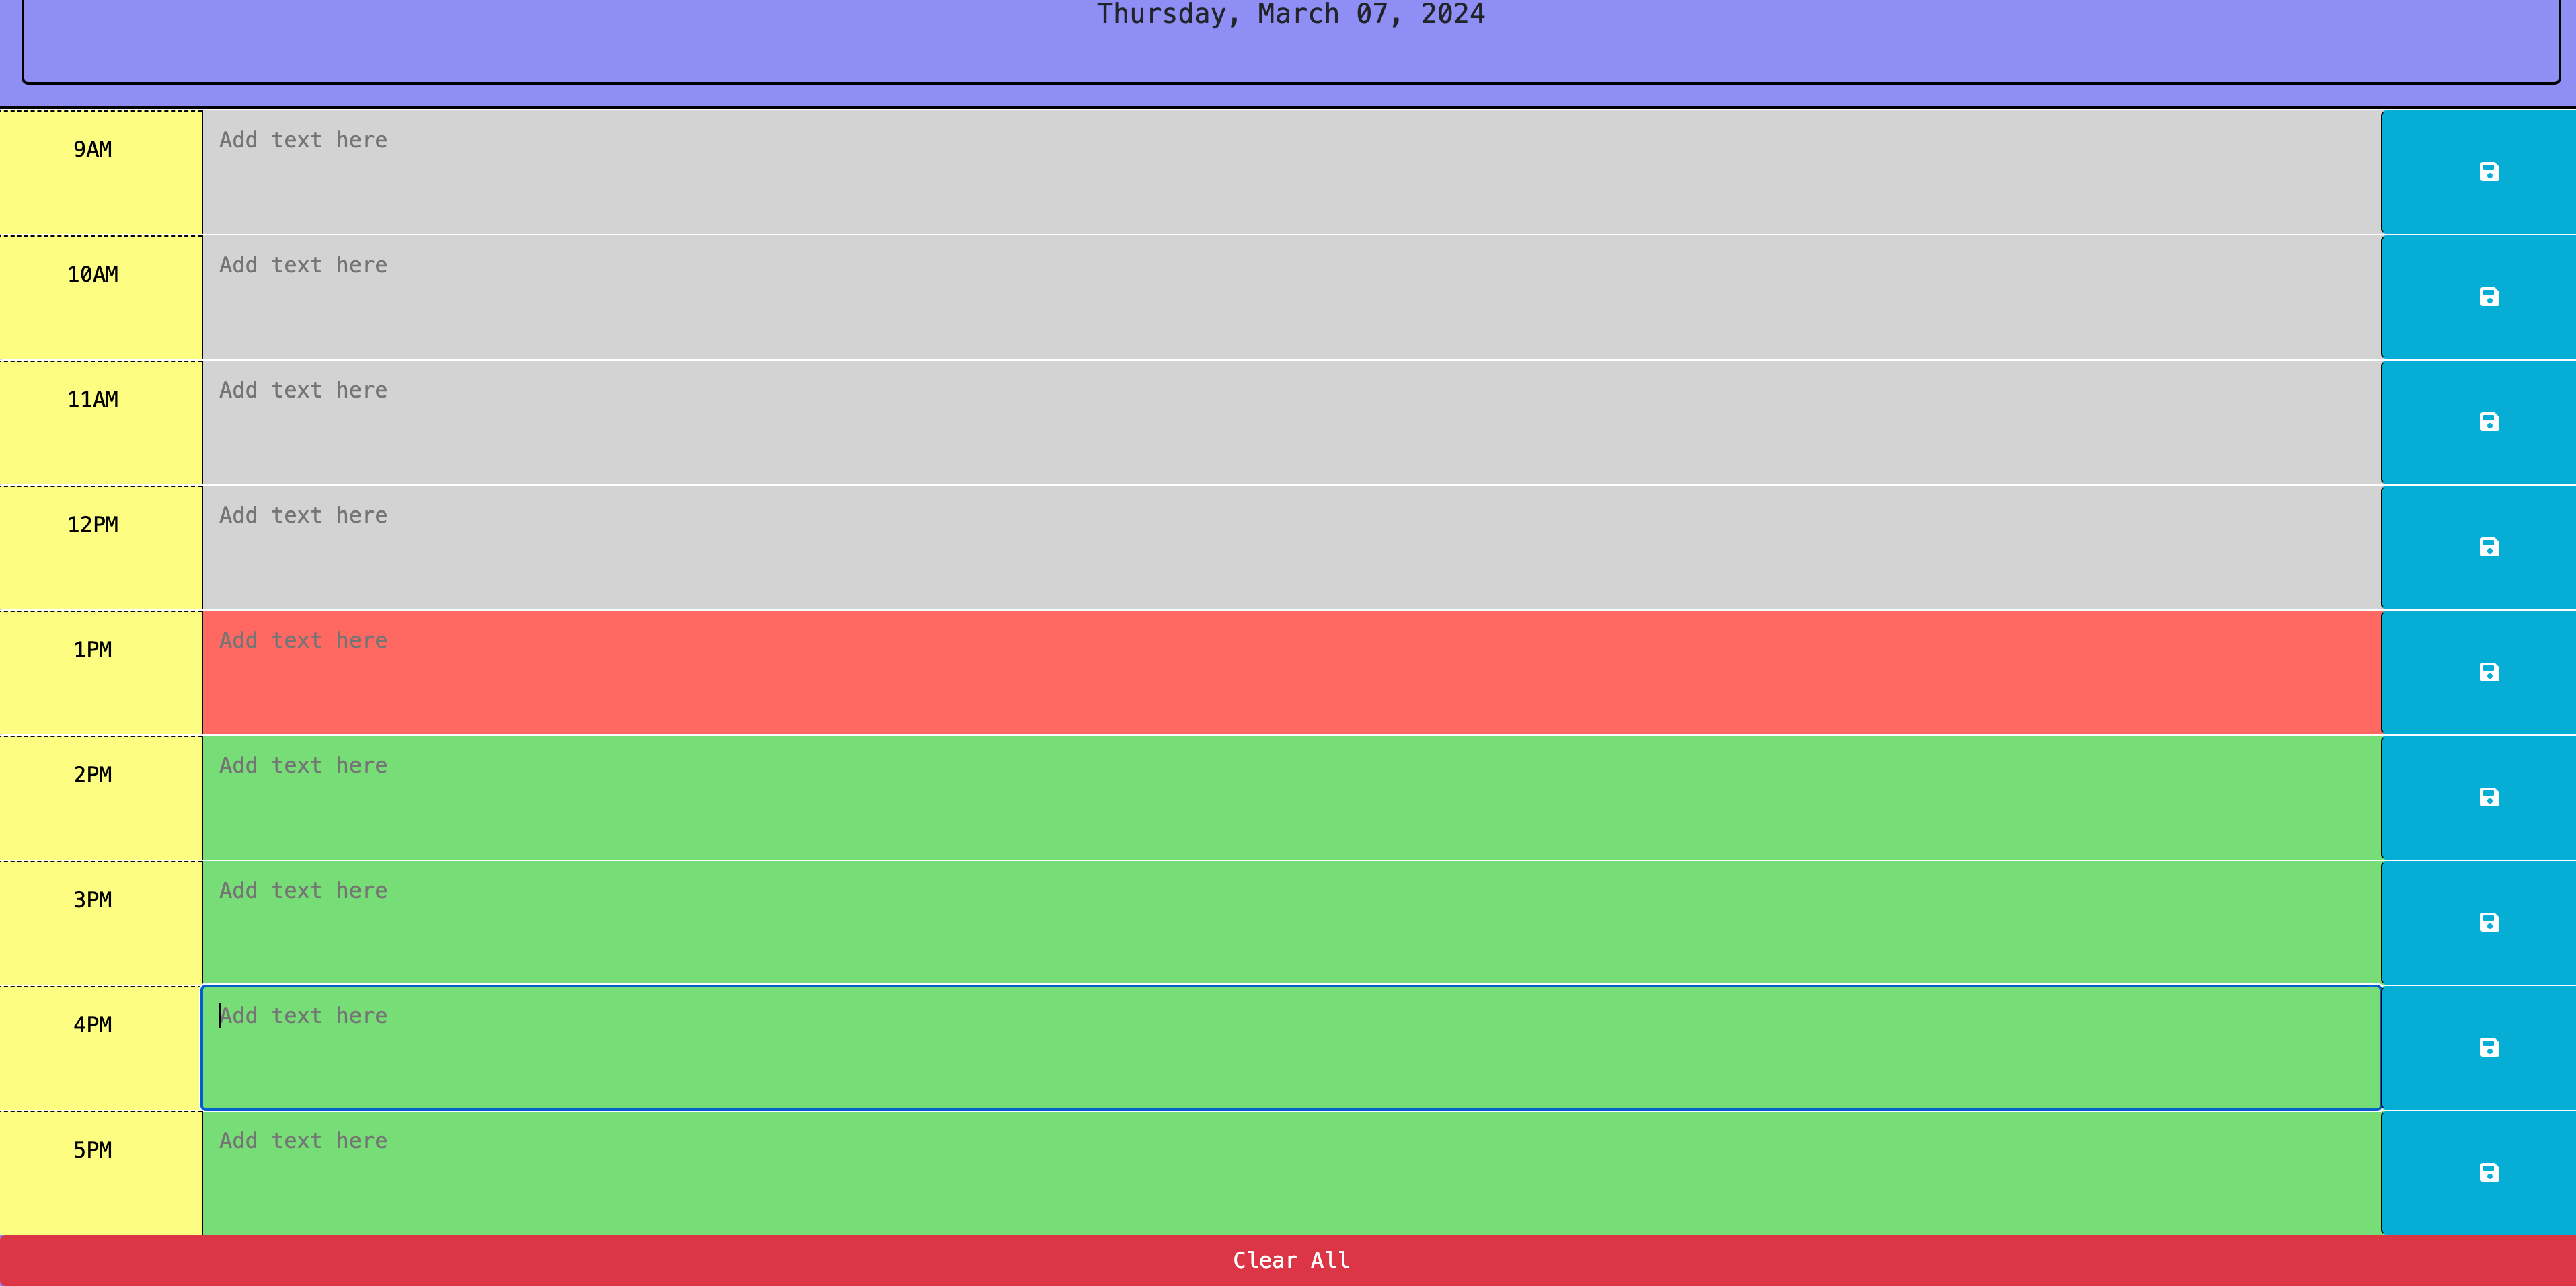 Thursday, March 07, 2024
9AM
Add text here
10AM
Add text here
11AM
Add text here
12PM
Add text here
1PM
Add text here
2PM
Add text here
3PM
Add text here
4PM
Add text here
5PM
Add text here
Clear All